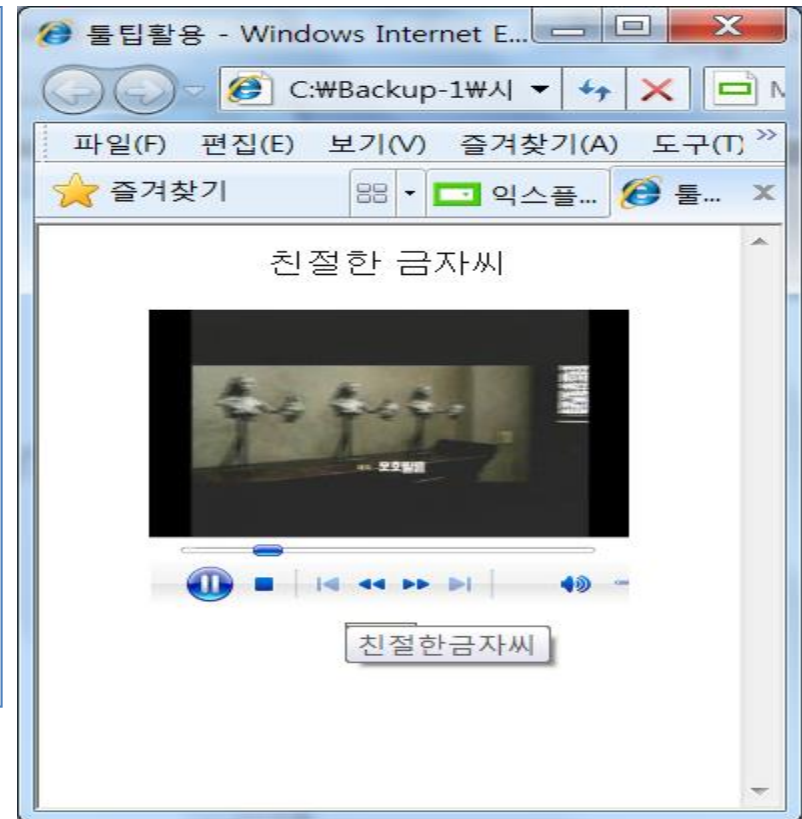 툴팁활용 - Windows Internet E...
C:₩Backup-1₩시
파일(F) 편집(E) 보기(V) 즐겨찾기(A) 도구(T)
즐겨찾기 익스플... 툴...
친절한 금자씨
친절한금자씨